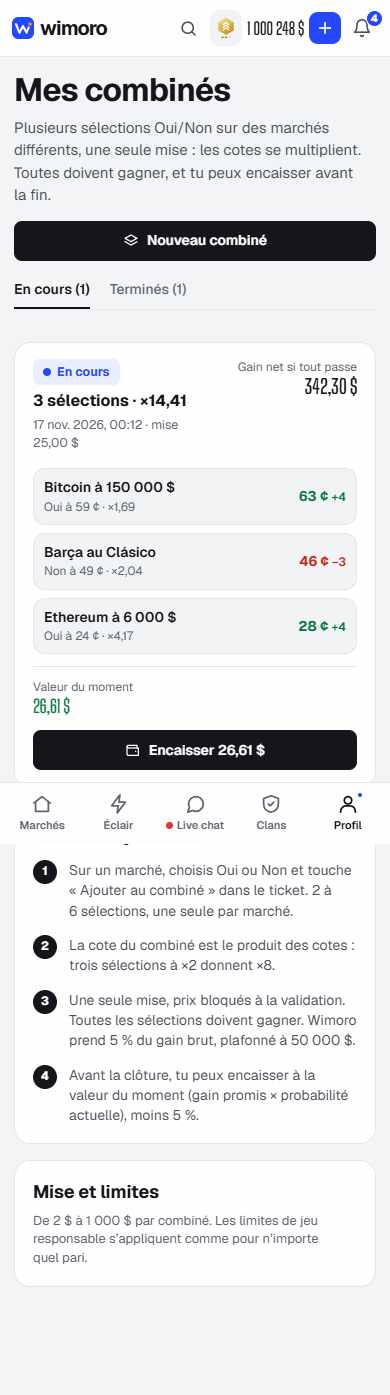 wimoro
1 000 248 $
4
Mes combinés
Plusieurs sélections Oui/Non sur des marchés
différents, une seule mise : les cotes se multiplient.
Toutes doivent gagner, et tu peux encaisser avant
la fin.
Nouveau combiné
En cours (1)
Terminés (1)
En cours
Gain net si tout passe
342,30 $
3 sélections · ×14,41
17 nov. 2026, 00:12 · mise
25,00 $
Bitcoin à 150 000 $
Oui à 59 ¢ · ×1,69
63 ¢ +4
Barça au Clásico
Non à 49 ¢ · ×2,04
46 ¢ −3
Ethereum à 6 000 $
Oui à 24 ¢ · ×4,17
28 ¢ +4
Valeur du moment
26,61 $
Encaisser 26,61 $
Marchés
Éclair
Live chat
Clans
Profil
1 Sur un marché, choisis Oui ou Non et touche
« Ajouter au combiné » dans le ticket. 2 à
6 sélections, une seule par marché.
2 La cote du combiné est le produit des cotes :
trois sélections à ×2 donnent ×8.
3 Une seule mise, prix bloqués à la validation.
Toutes les sélections doivent gagner. Wimoro
prend 5 % du gain brut, plafonné à 50 000 $.
4 Avant la clôture, tu peux encaisser à la
valeur du moment (gain promis × probabilité
actuelle), moins 5 %.
Mise et limites
De 2 $ à 1 000 $ par combiné. Les limites de jeu
responsable s'appliquent comme pour n'importe
quel pari.